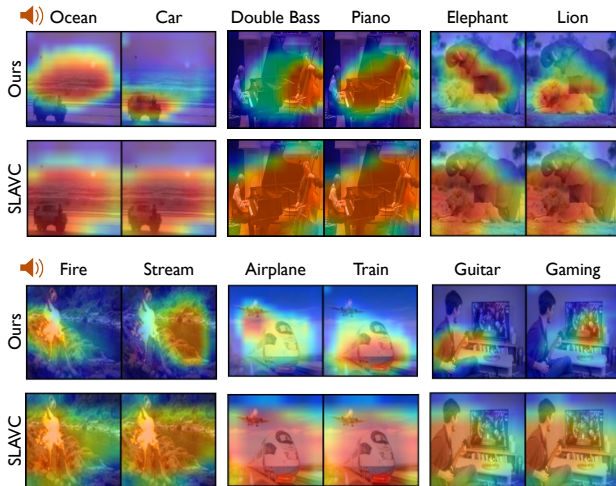 Ocean Car Double Bass Piano Elephant Lion
Ours
SLAVC
Fire Stream Airplane Train Guitar Gaming
Ours
SLAVC